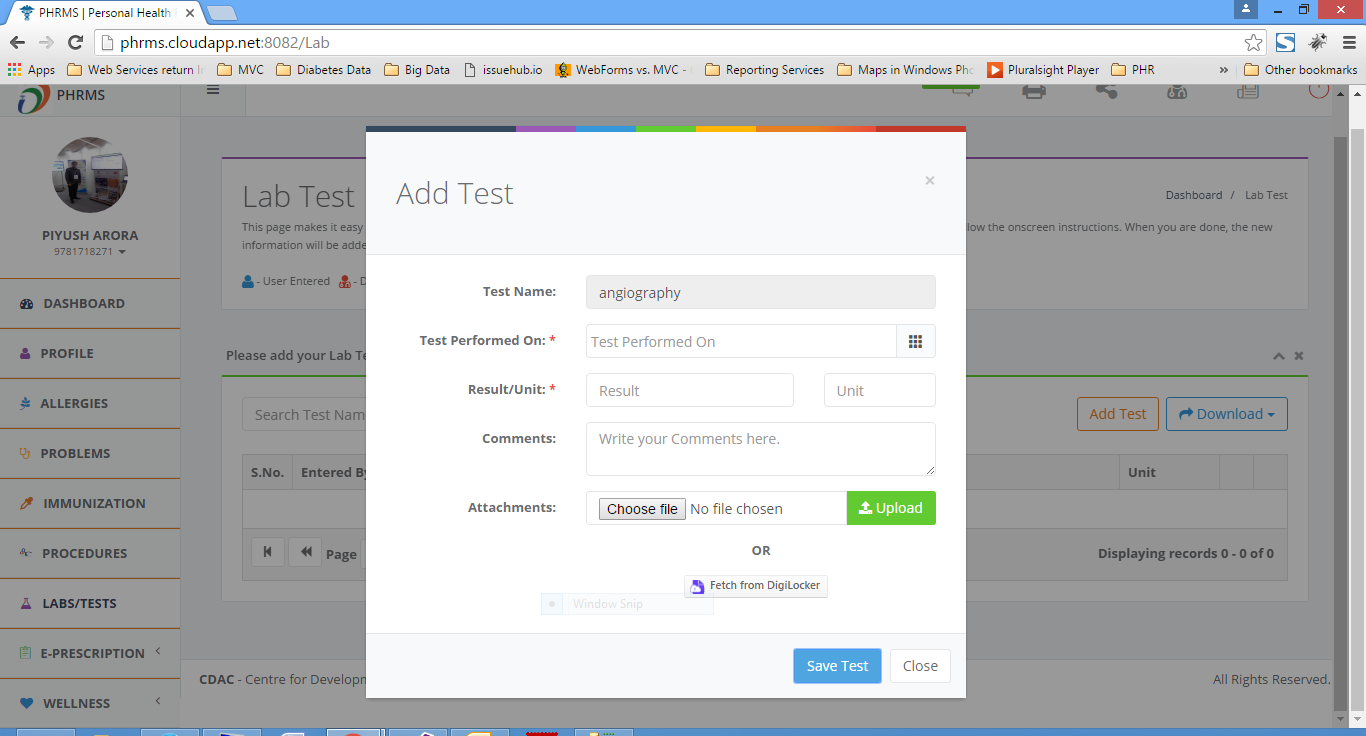 PHRMS | Personal Health
phrms.cloudapp.net:8082/Lab
Apps Web Services return MVC Diabetes Data Big Data issuehub.io WebForms vs. MVC - Reporting Services Maps in Windows Pho Pluralsight Player PHR » Other bookmarks
PHRMS
PIYUSH ARORA
9781718271
DASHBOARD
PROFILE
ALLERGIES
PROBLEMS
IMMUNIZATION
PROCEDURES
LABS/TESTS
E-PRESCRIPTION
WELLNESS
Lab Test
Dashboard / Lab Test
This page makes it easy
low the onscreen instructions. When you are done, the new
information will be adde
- User Entered - D
Please add your Lab Te
Search Test Nam
Add Test Download
S.No. Entered By Unit
Page
Displaying records 0 - 0 of 0
CDAC - Centre for Developm
All Rights Reserved.
Add Test
×
Test Name: angiography
Test Performed On: * Test Performed On
Result/Unit: * Result Unit
Comments: Write your Comments here.
Attachments: Choose file No file chosen Upload
OR
Fetch from DigiLocker
Window Snip
Save Test Close